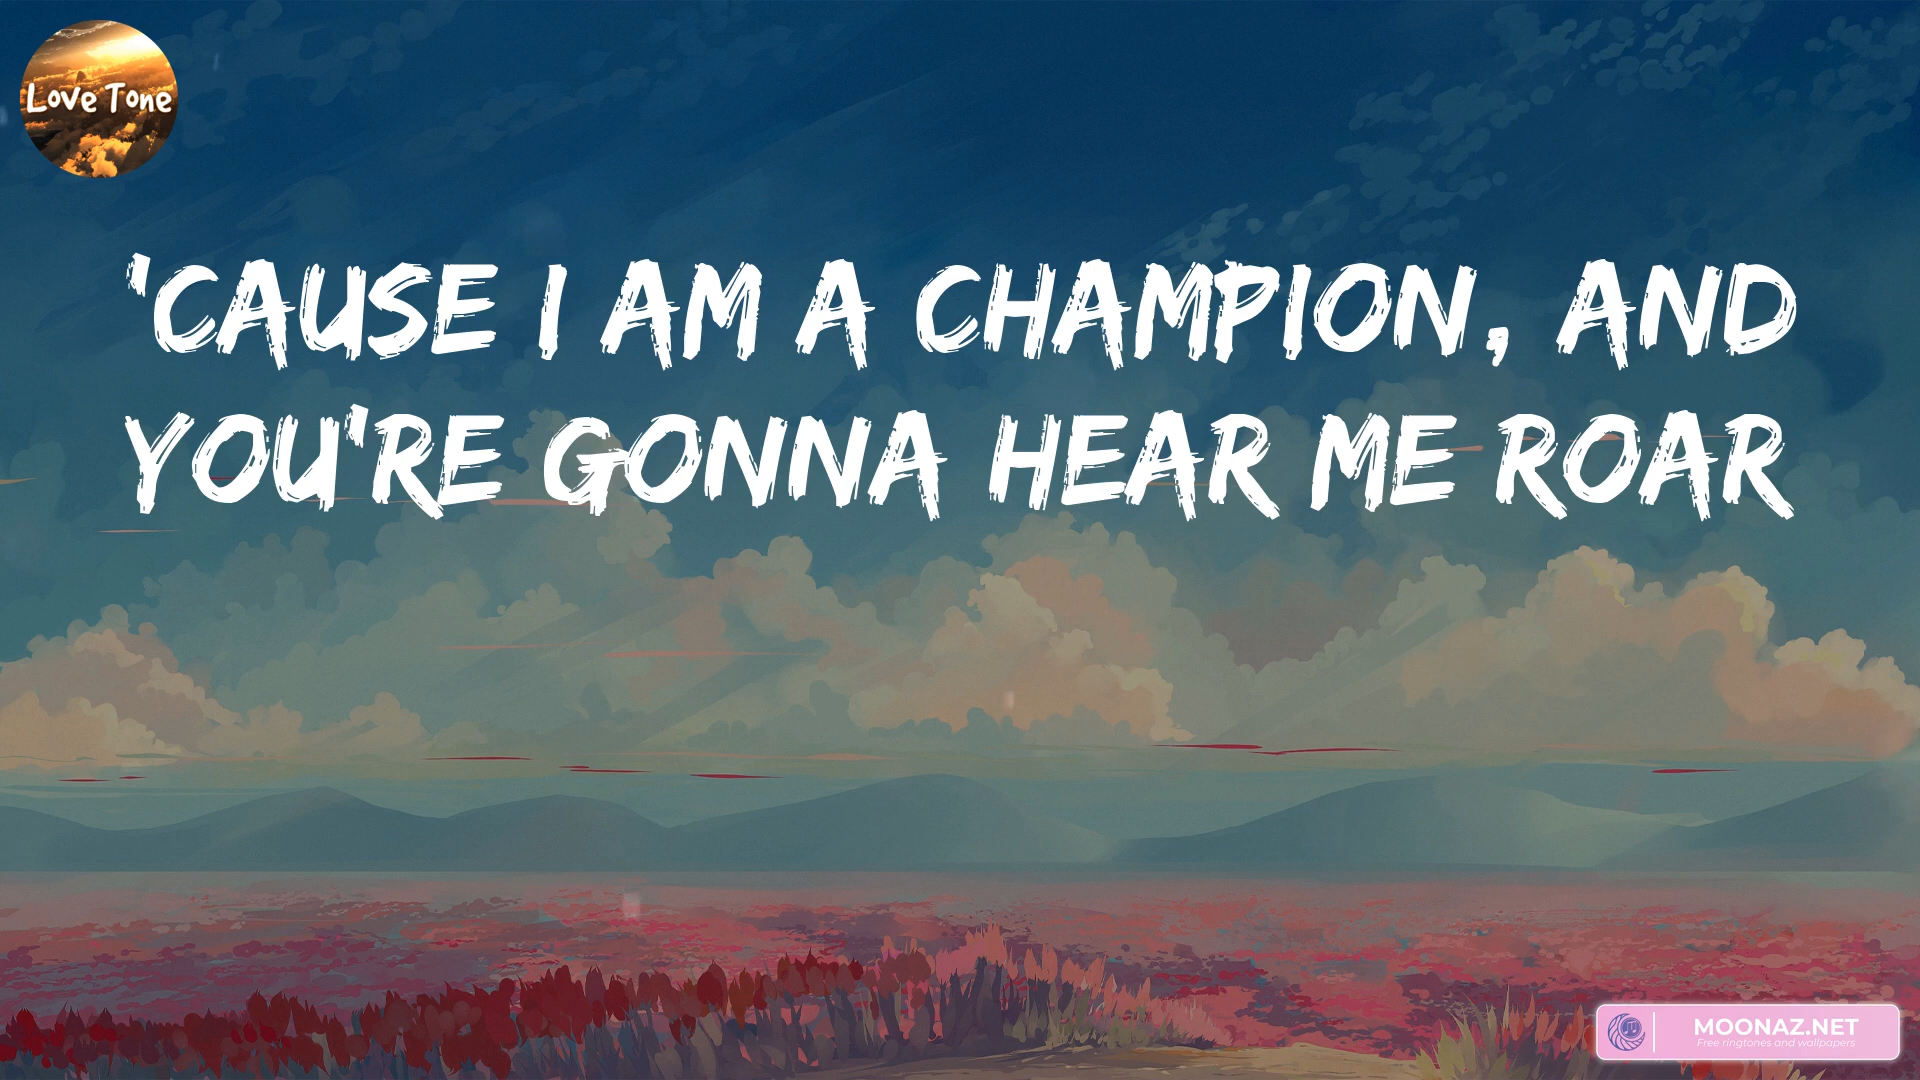 Love Tone
'CAUSE I AM A CHAMPION, AND
YOU'RE GONNA HEAR ME ROAR
MOONAZ.NET
Free ringtones and wallpapers